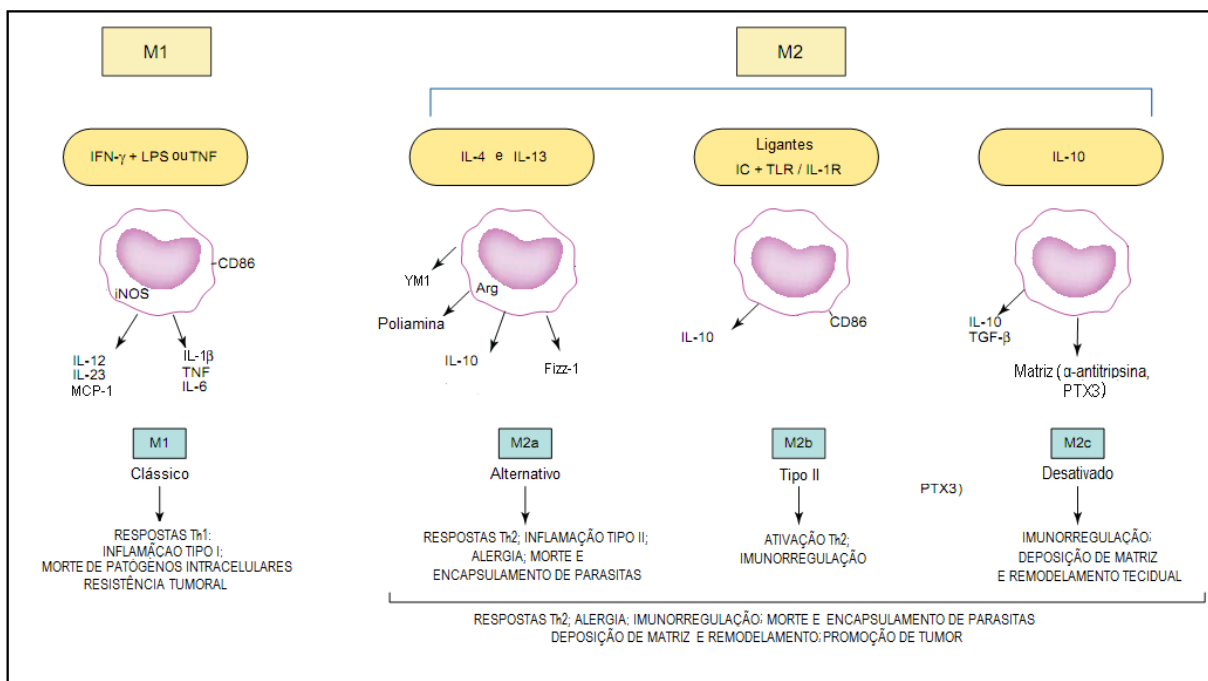 M1
M2
IFN-γ + LPS ou TNF
IL-4 e IL-13
Ligantes
IC + TLR / IL-1R
IL-10
CD86
iNOS
IL-12
IL-23
MCP-1
IL-1β
TNF
IL-6
YM1
Arg
Poliamina
IL-10
Fizz-1
IL-10
CD86
IL-10
TGF-β
Matriz (α-antitripsina,
PTX3)
M1
Clássico
RESPOSTAS Th1:
INFLAMÃCAO TIPO I;
MORTE DE PATÓGENOS INTRACELULARES
RESISTÊNCIA TUMORAL
M2a
Alternativo
RESPOSTAS Th2; INFLAMAÇÃO TIPO II;
ALERGIA; MORTE E
ENCAPSULAMENTO DE PARASITAS
M2b
Tipo II
ATIVAÇÃO Th2;
IMUNORREGULAÇÃO
PTX3)
M2c
Desativado
IMUNORREGULAÇÃO;
DEPOSIÇÃO DE MATRIZ
E REMODELAMENTO TECIDUAL
RESPOSTAS Th2; ALERGIA: IMUNORREGULAÇÃO; MORTE E ENCAPSULAMENTO DE PARASITAS
DEPOSIÇÃO DE MATRIZ E REMODELAMENTO; PROMOÇÃO DE TUMOR